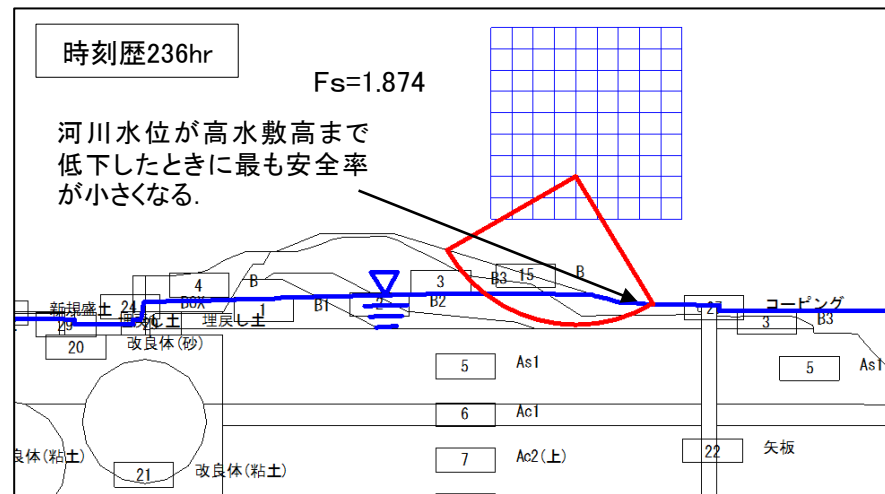 時刻歴236hr
Fs=1.874
河川水位が高水敷高まで
低下したときに最も安全率
が小さくなる.
4
B
3
B3
15
B
24
BOX
1
B1
2
B2
27
コーピング
新規盛土
29
埋戻し土
3
B3
20
改良体(砂)
5
As1
5
As1
6
Ac1
7
Ac2(上)
22
矢板
良体(粘土)
21
改良体(粘土)